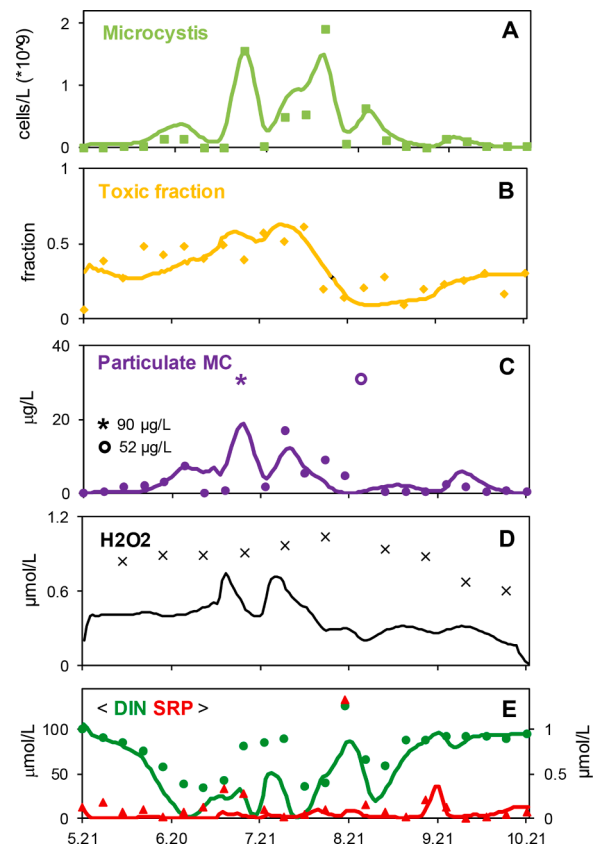 A
Microcystis
cells/L (*10^9)
2
1
0
B
Toxic fraction
fraction
1
0.5
0
C
Particulate MC
µg/L
40
20
0
* 90 µg/L
o 52 µg/L
D
H2O2
µmol/L
1.2
0.6
0
E
< DIN SRP >
µmol/L
100
50
0
1
0.5
0
µmol/L
5.21 6.20 7.21 8.21 9.21 10.21